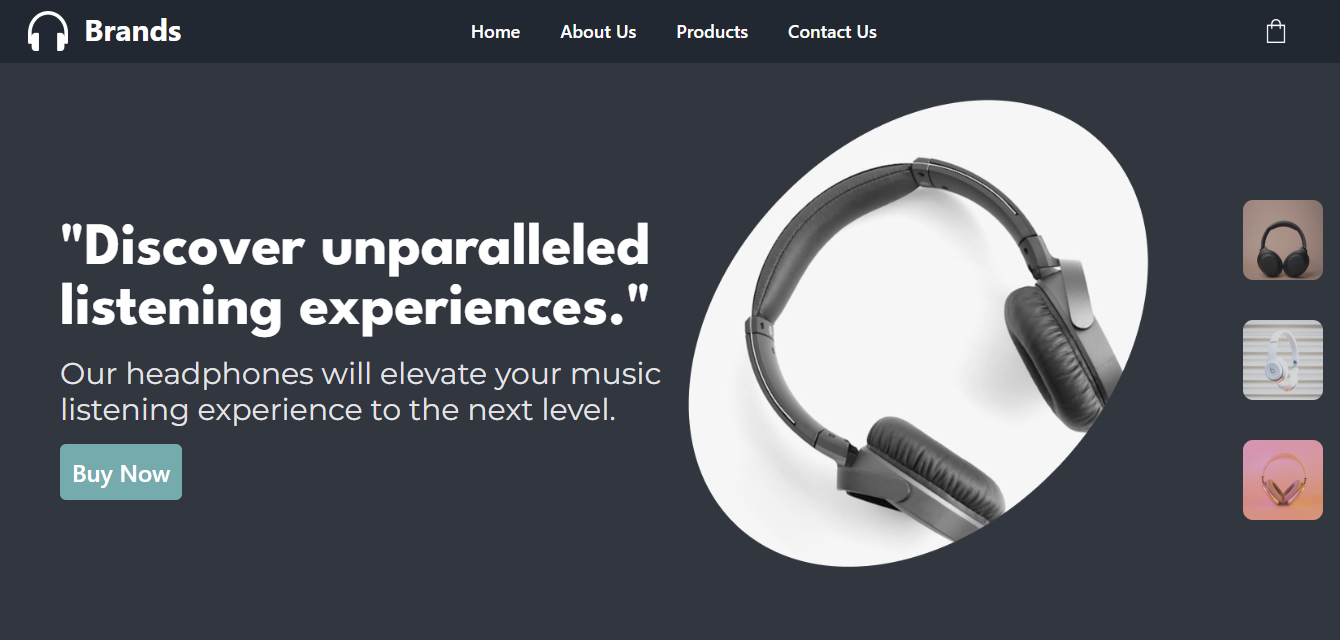 Brands
Home
About Us
Products
Contact Us
"Discover unparalleled
listening experiences."
Our headphones will elevate your music
listening experience to the next level.
Buy Now